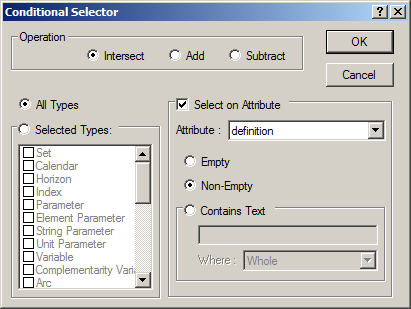 Conditional Selector
Operation
Intersect Add Subtract
OK
Cancel
All Types
Selected Types:
Set
Calendar
Horizon
Index
Parameter
Element Parameter
String Parameter
Unit Parameter
Variable
Complementarity Varia
Arc
Select on Attribute
Attribute : definition
Empty
Non-Empty
Contains Text
Where : Whole